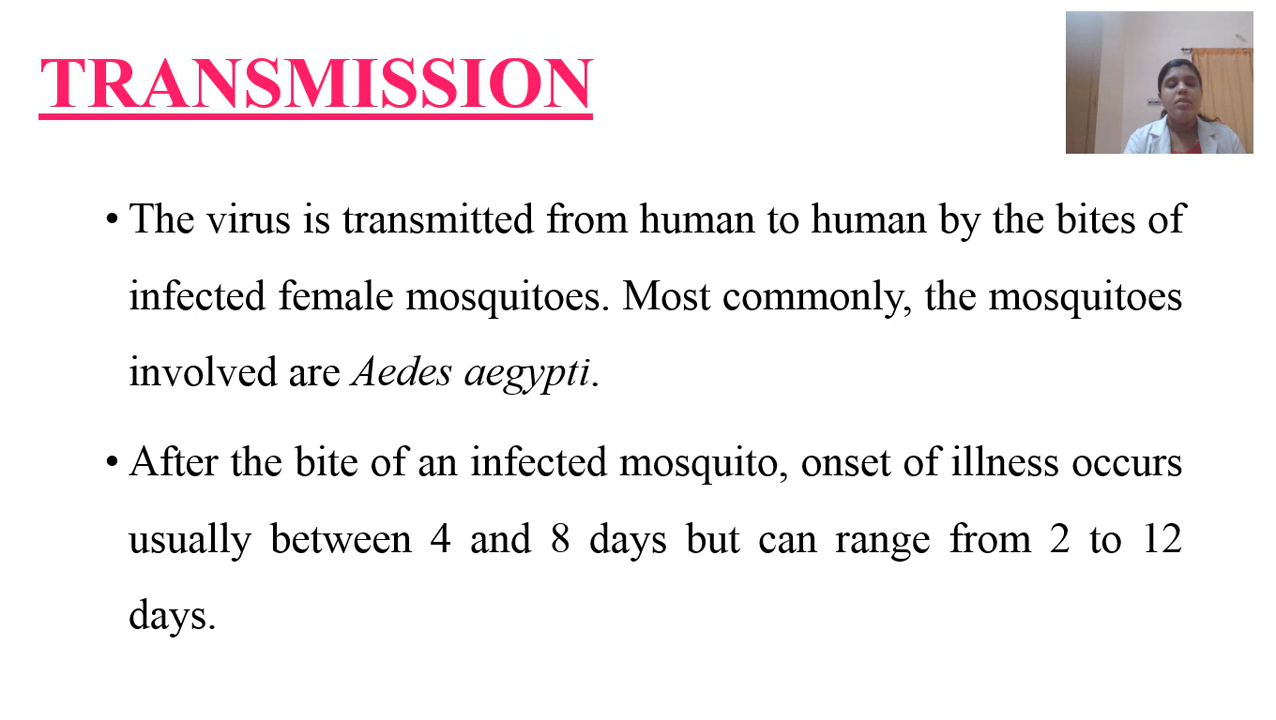 TRANSMISSION
• The virus is transmitted from human to human by the bites of
infected female mosquitoes. Most commonly, the mosquitoes
involved are Aedes aegypti.
• After the bite of an infected mosquito, onset of illness occurs
usually between 4 and 8 days but can range from 2 to 12
days.